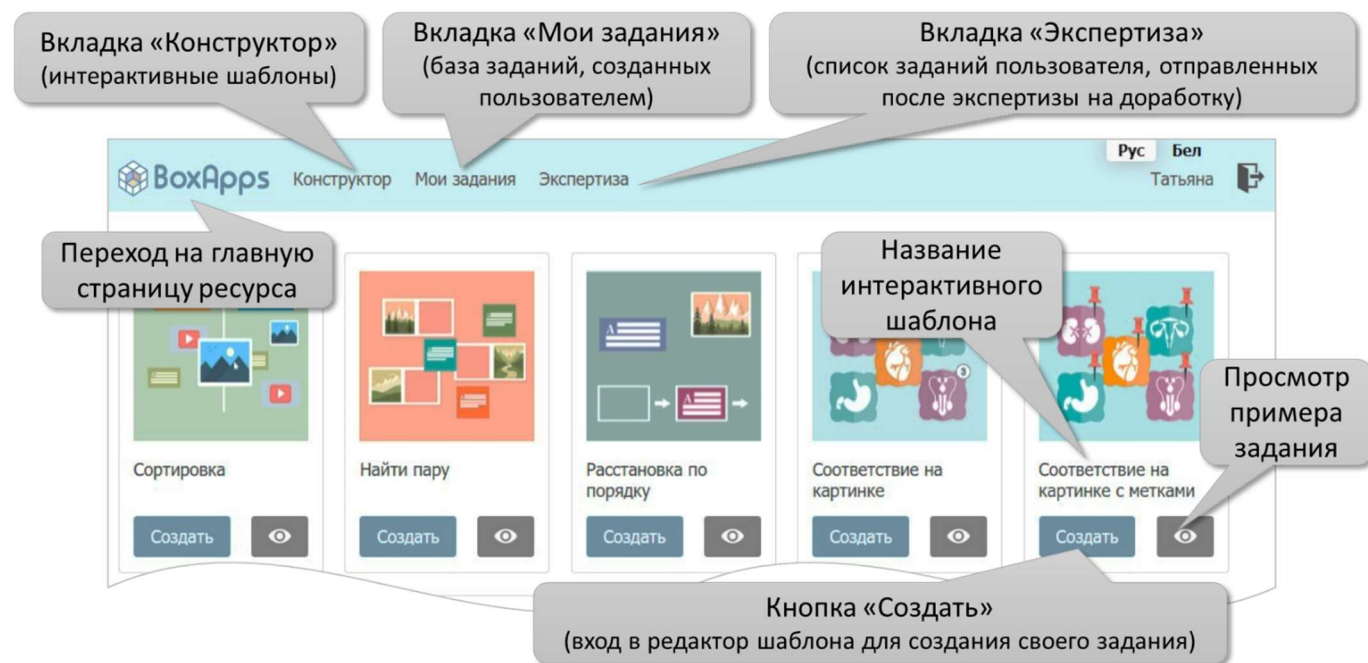 Вкладка «Конструктор»
(интерактивные шаблоны)
Вкладка «Мои задания»
(база заданий, созданных
пользователем)
Вкладка «Экспертиза»
(список заданий пользователя, отправленных
после экспертизы на доработку)
BoxApps
Конструктор
Мои задания
Экспертиза
Рус
Бел
Татьяна
Переход на главную
страницу ресурса
Название
интерактивного
шаблона
Просмотр
примера
задания
A
A
3
Сортировка
Найти пару
Расстановка по
порядку
Соответствие на
картинке
Соответствие на
картинке с метками
Создать
Создать
Создать
Создать
Создать
Кнопка «Создать»
(вход в редактор шаблона для создания своего задания)